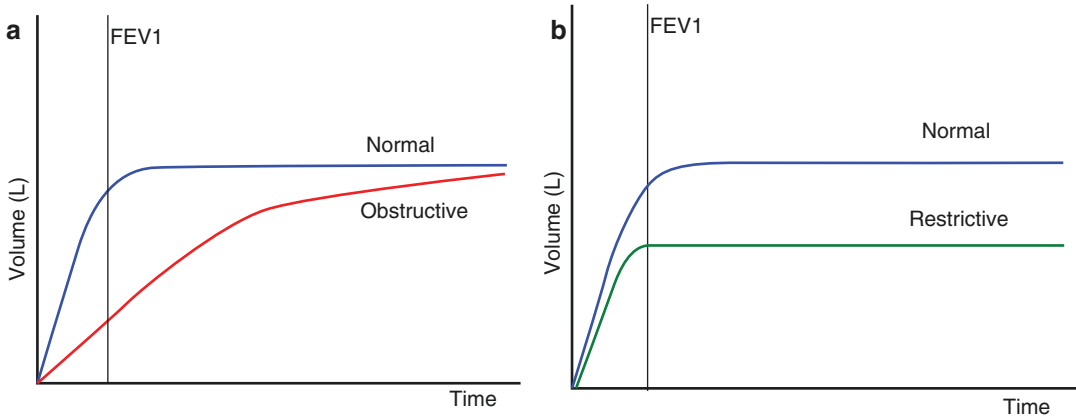 a
FEV1
Normal
Obstructive
Volume (L)
Time
b
FEV1
Normal
Restrictive
Volume (L)
Time